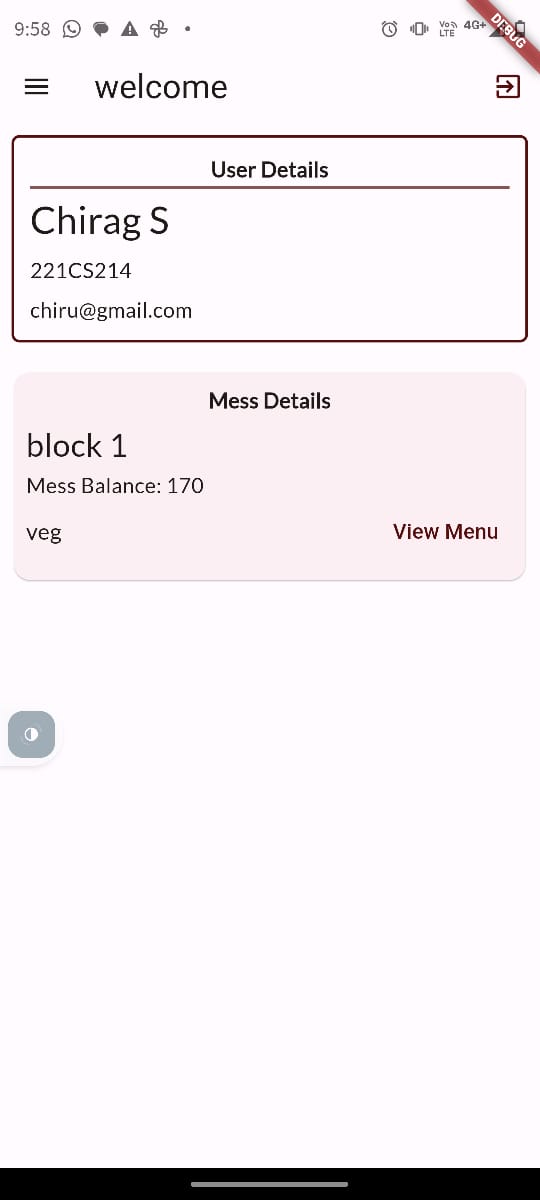 9:58
Vo)) LTE 4G+
DEBUG
welcome
User Details
Chirag S
221CS214
chiru@gmail.com
Mess Details
block 1
Mess Balance: 170
veg
View Menu